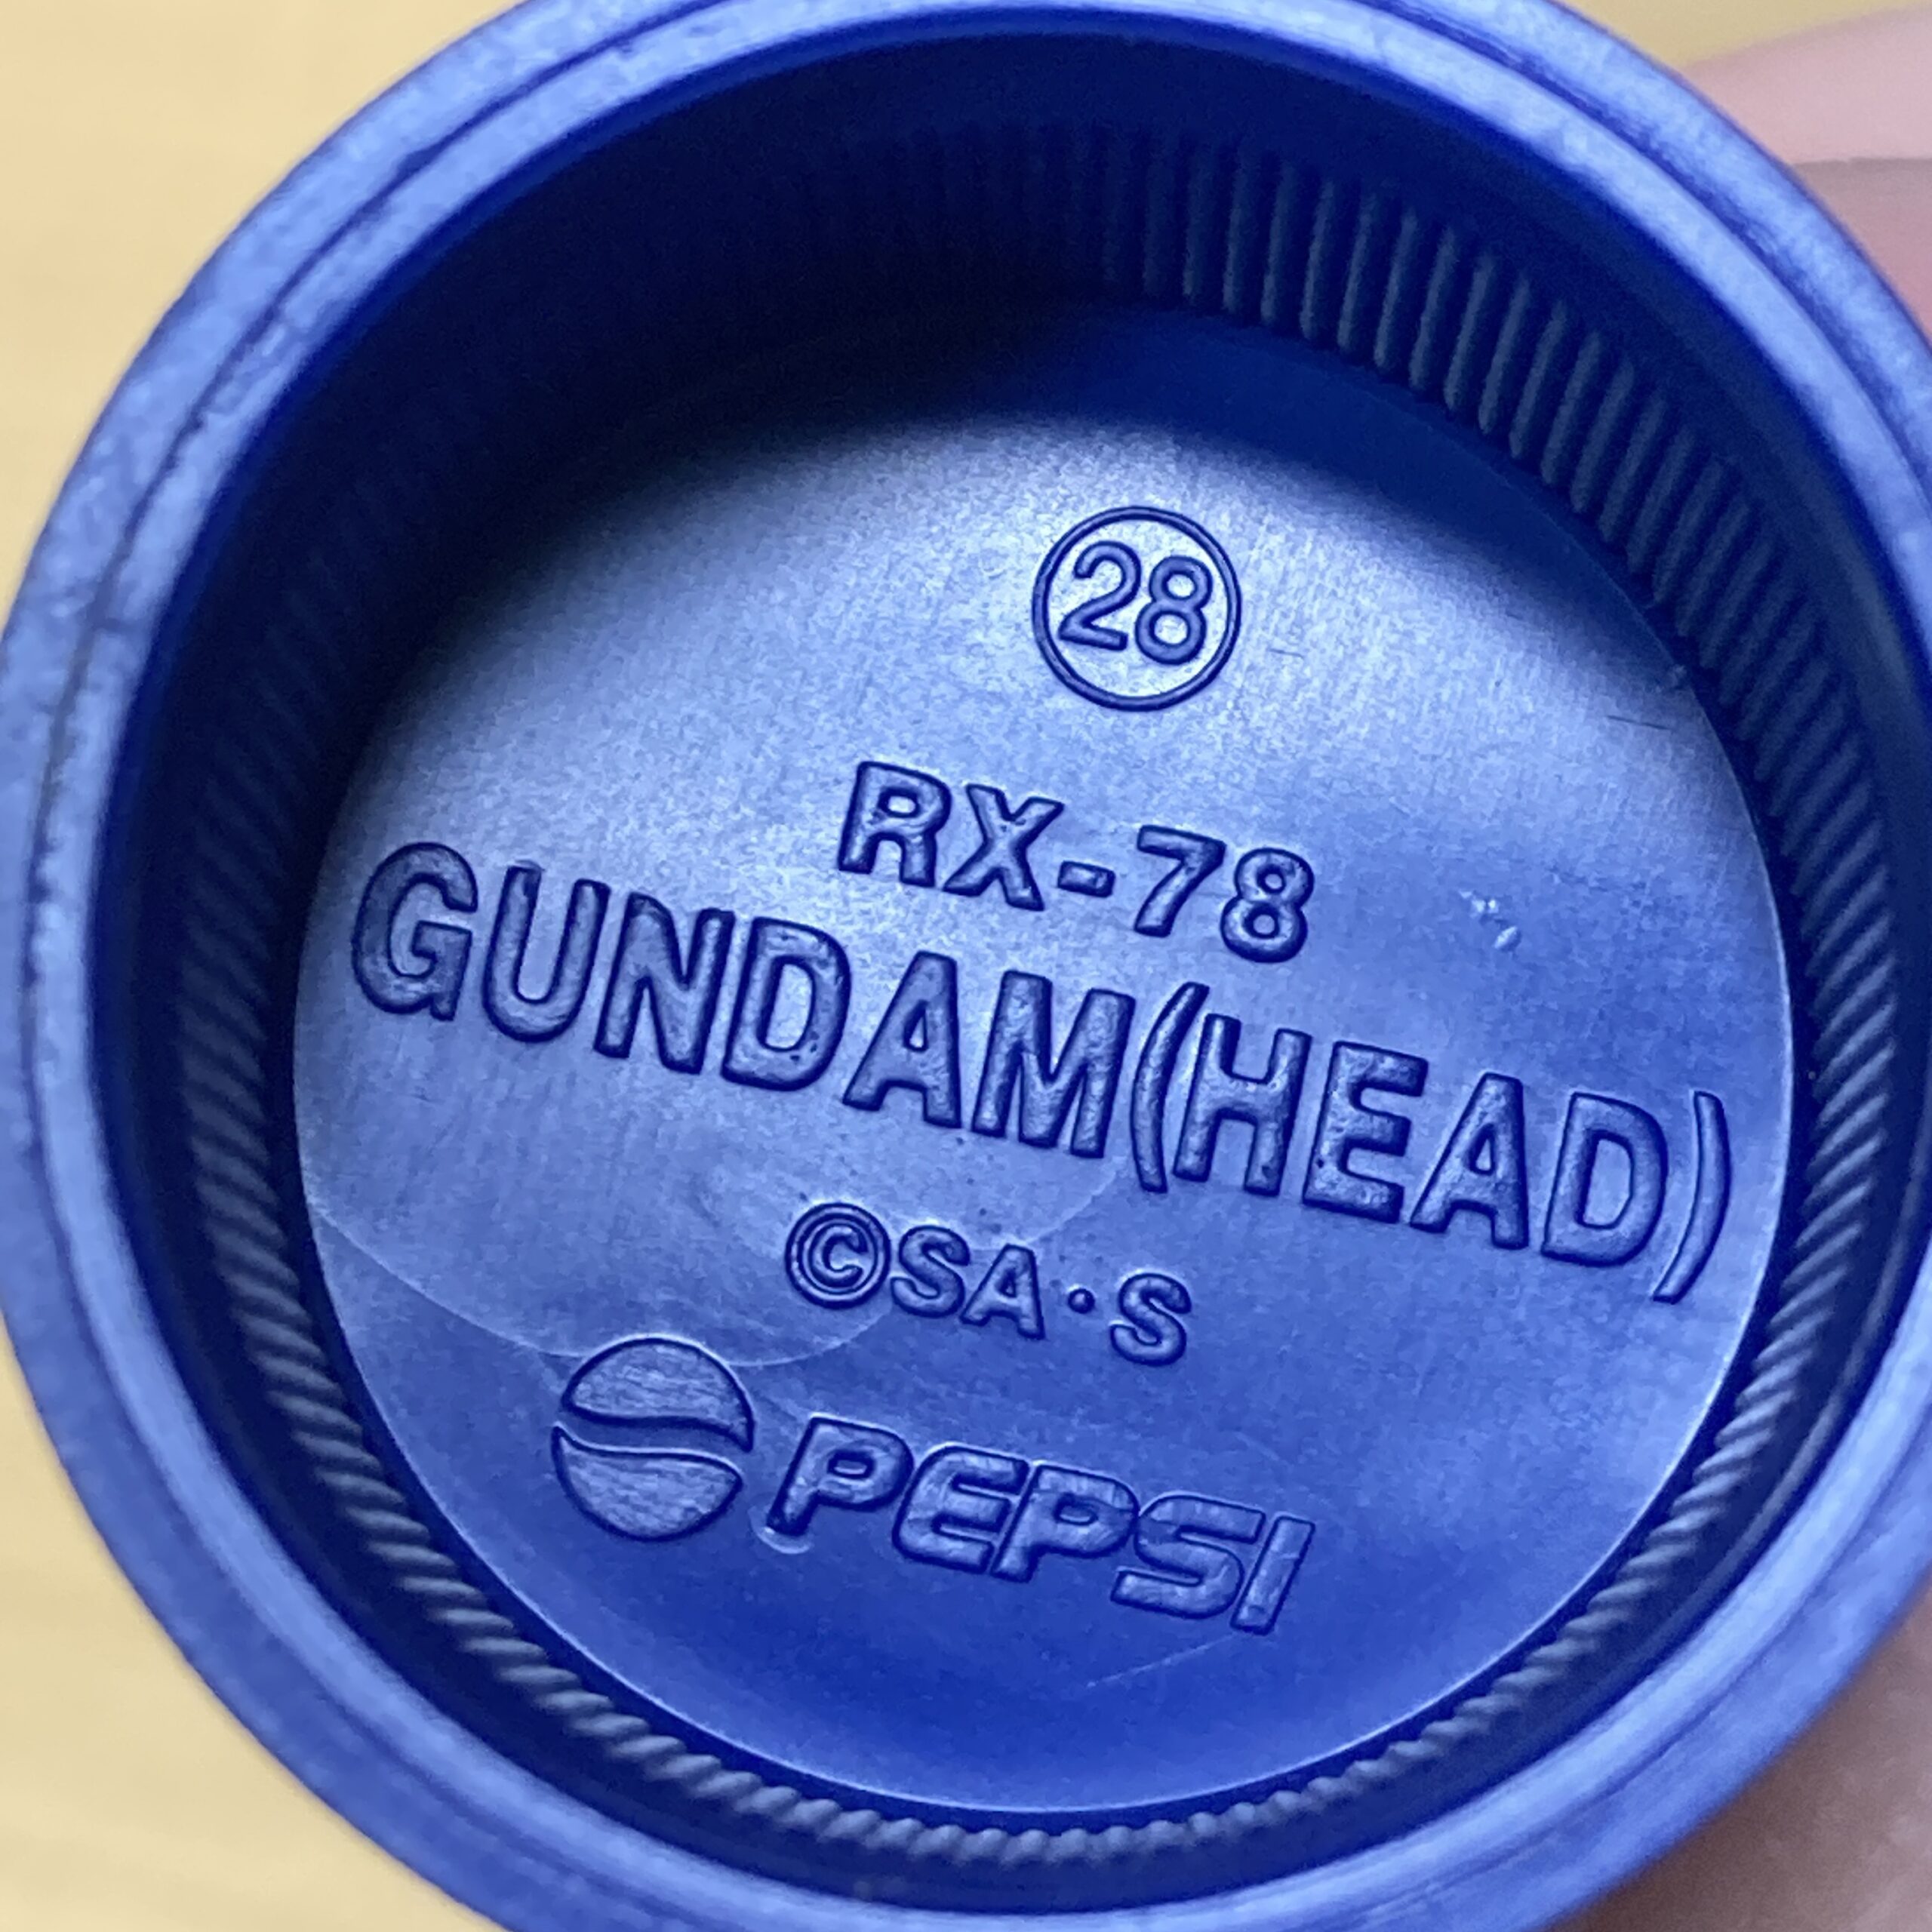 28
RX-78
GUNDAM(HEAD)
©SA·S
PEPSI